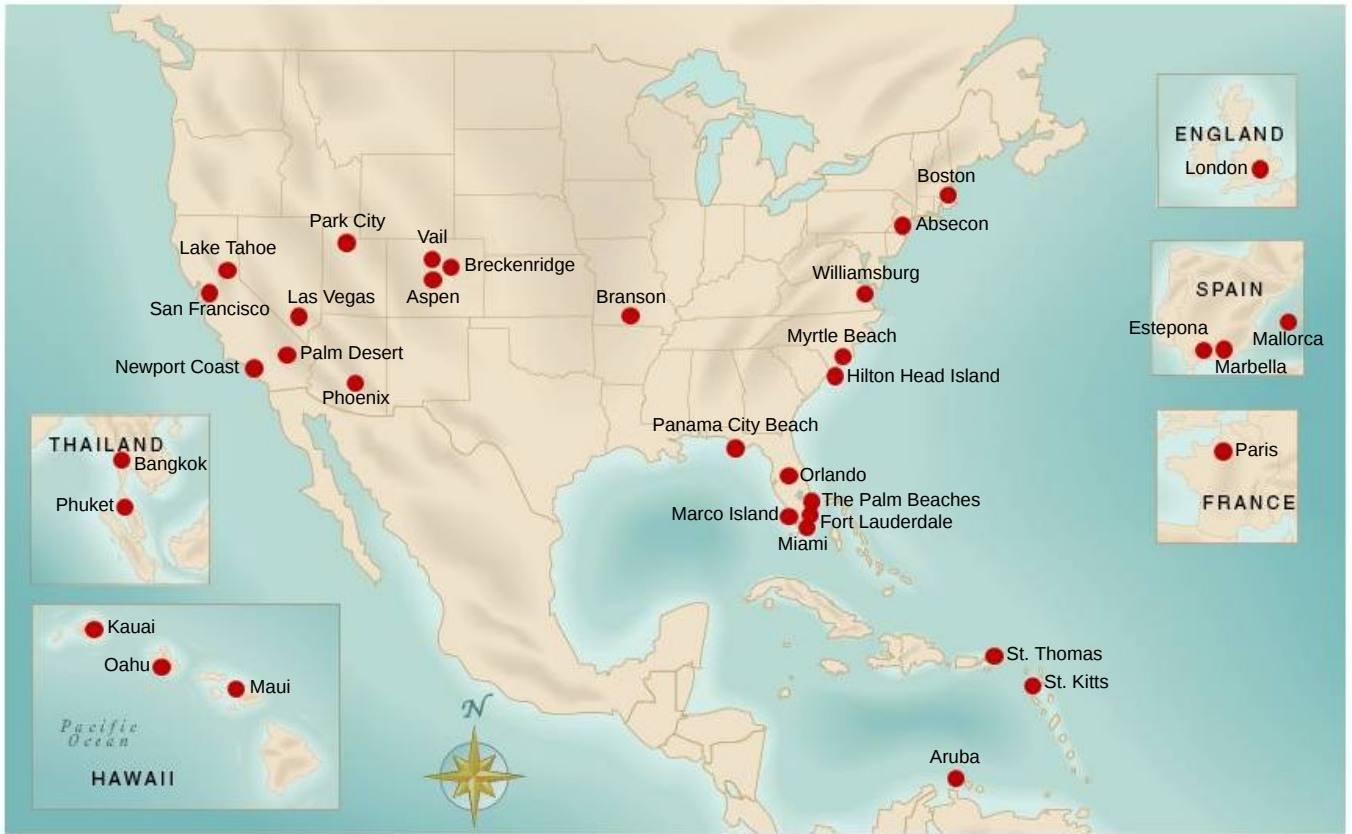 ENGLAND
London
Boston
Absecon
Park City
Vail
Lake Tahoe
Breckenridge
Williamsburg
SPAIN
San Francisco
Las Vegas
Aspen
Branson
Estepona
Mallorca
Marbella
Myrtle Beach
Palm Desert
Newport Coast
Hilton Head Island
Phoenix
Panama City Beach
THAILAND
Bangkok
Phuket
Paris
FRANCE
Orlando
The Palm Beaches
Marco Island
Fort Lauderdale
Miami
Kauai
Oahu
Maui
Pacific
Ocean
HAWAII
N
St. Thomas
St. Kitts
Aruba